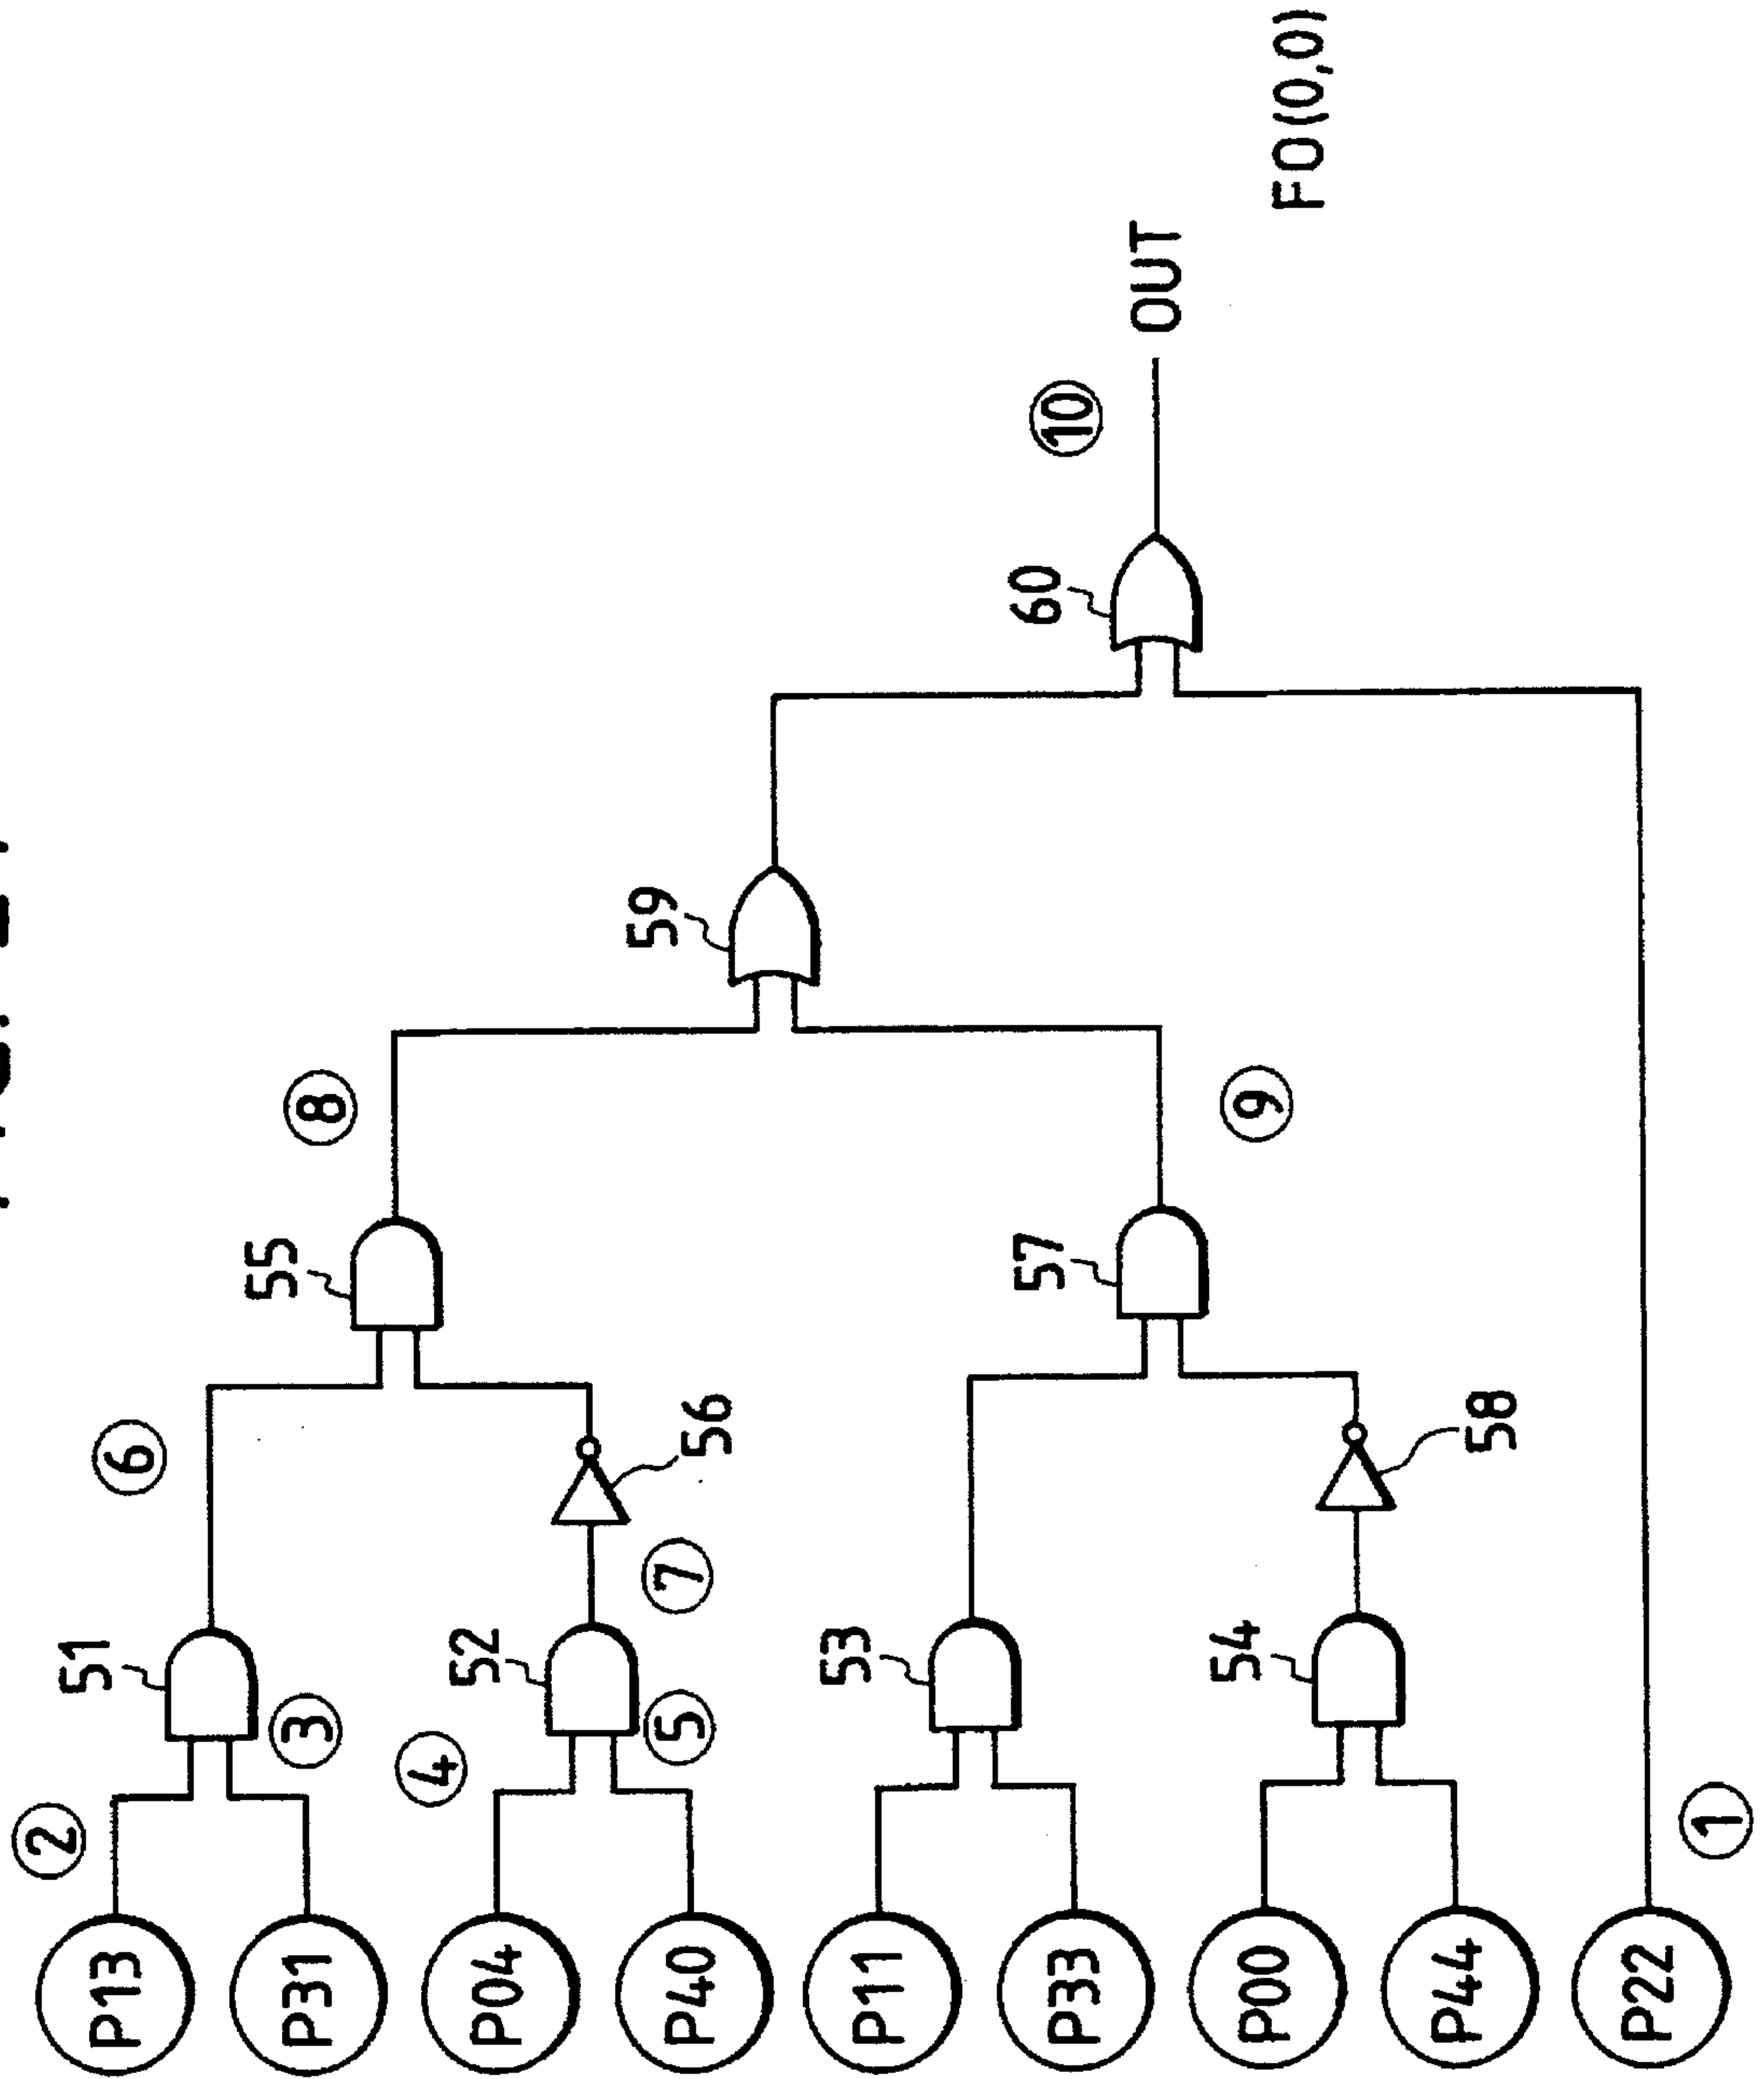 P13
P31
P04
P40
P11
P33
P00
P44
P22
②
③
④
⑤
①
51
52
53
54
⑥
⑦
56
58
55
57
⑧
⑨
59
60
⑩
OUT
FO(0,0)